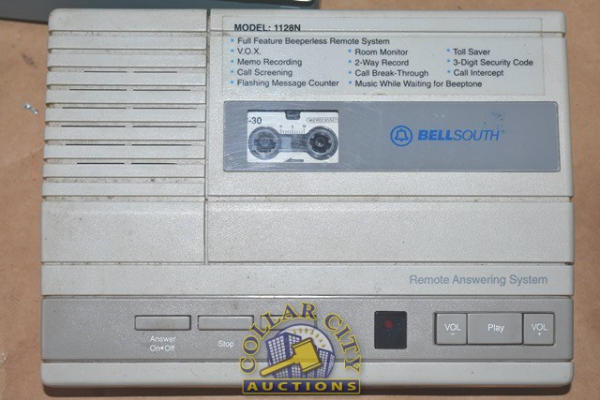 MODEL: 1128N
• Full Feature Beeperless Remote System
• V.O.X. • Room Monitor • Toll Saver
• Memo Recording • 2-Way Record • 3-Digit Security Code
• Call Screening • Call Break-Through • Call Intercept
• Flashing Message Counter • Music While Waiting for Beeptone
-30
BELLSOUTH™
Remote Answering System
Answer
On•Off
Stop
VOL
–
Play
VOL
+
COLLAR CITY
AUCTIONS